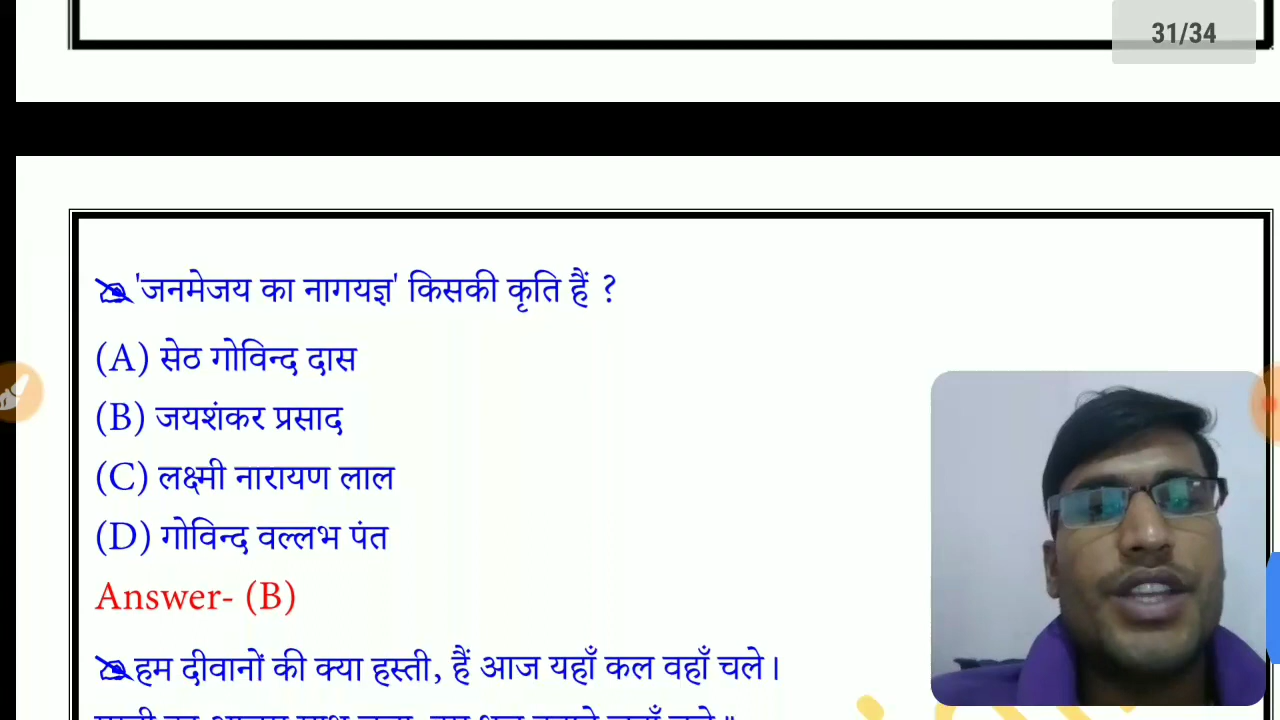 31/34
'जनमेजय का नागयज्ञ' किसकी कृति हैं ?
(A) सेठ गोविन्द दास
(B) जयशंकर प्रसाद
(C) लक्ष्मी नारायण लाल
(D) गोविन्द वल्लभ पंत
Answer- (B)
हम दीवानों की क्या हस्ती, हैं आज यहाँ कल वहाँ चले।